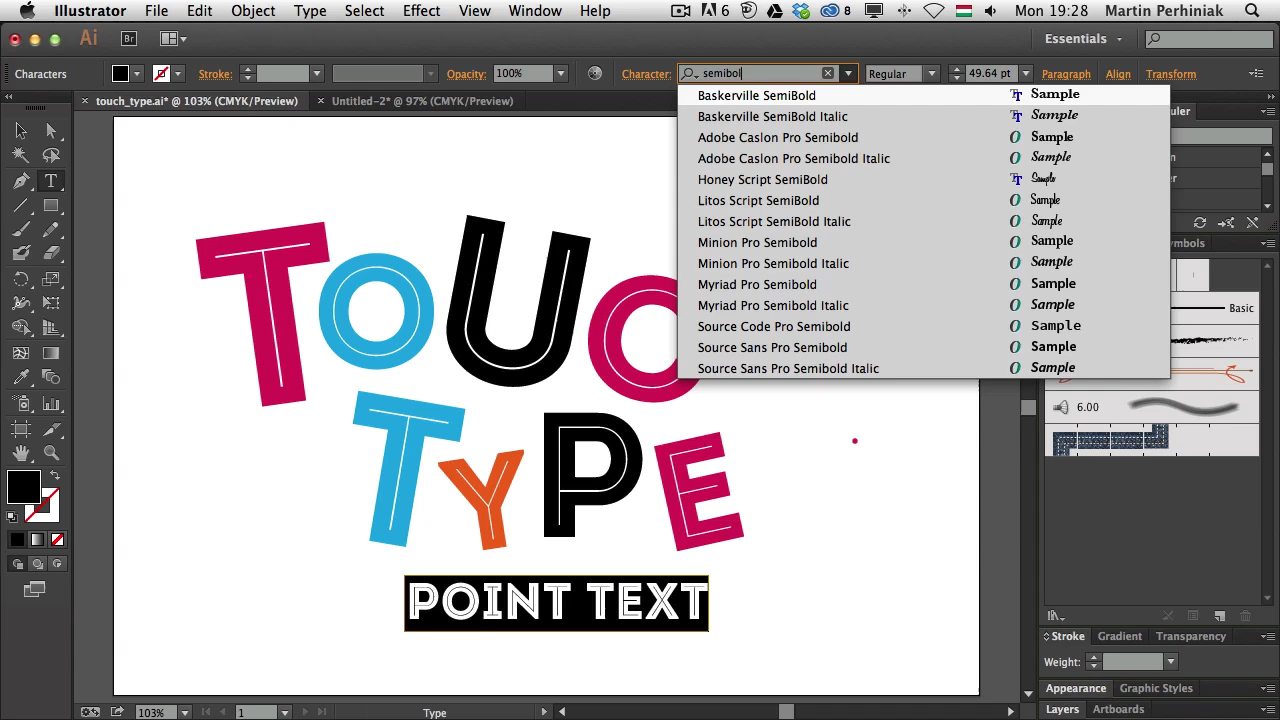 Illustrator File Edit Object Type Select Effect View Window Help 6 8 Mon 19:28 Martin Perhiniak
Ai Br Essentials
Characters Stroke: Opacity: 100% Character: semibol Regular 49.64 pt Paragraph Align Transform
touch_type.ai* @ 103% (CMYK/Preview) Untitled-2* @ 97% (CMYK/Preview)
Baskerville SemiBold Sample
Baskerville SemiBold Italic Sample
Adobe Caslon Pro Semibold Sample
Adobe Caslon Pro Semibold Italic Sample
Honey Script SemiBold Sample
Litos Script SemiBold Sample
Litos Script SemiBold Italic Sample
Minion Pro Semibold Sample
Minion Pro Semibold Italic Sample
Myriad Pro Semibold Sample
Myriad Pro Semibold Italic Sample
Source Code Pro Semibold Sample
Source Sans Pro Semibold Sample
Source Sans Pro Semibold Italic Sample
TOUC
TYPE
POINT TEXT
Basic
6.00
Stroke Gradient Transparency
Weight:
Appearance Graphic Styles
Layers Artboards
103% 1 Type